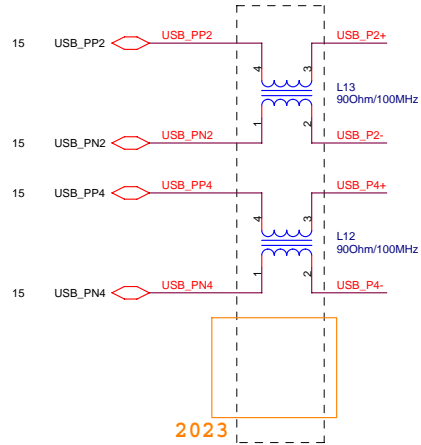 15 USB_PP2 USB_PP2 USB_P2+
4 3
L13
90Ohm/100MHz
1 2
15 USB_PN2 USB_PN2 USB_P2-
15 USB_PP4 USB_PP4 USB_P4+
4 3
L12
90Ohm/100MHz
1 2
15 USB_PN4 USB_PN4 USB_P4-
2023